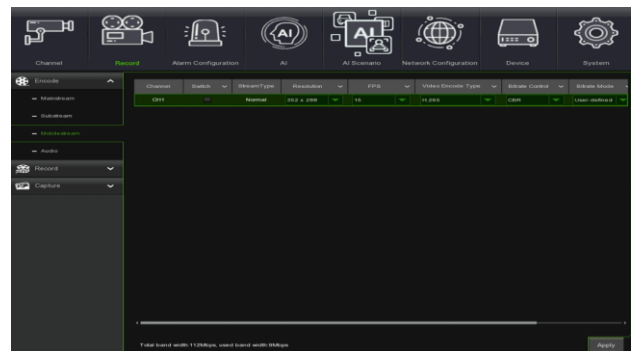 Channel Record Alarm Configuration AI AI Scenario Network Configuration Device System
Encode
Mainstream
Substream
Mobilestream
Audio
Record
Capture
Channel Switch StreamType Resolution FPS Video Encode Type Bitrate Control Bitrate Mode
CH1 Normal 352 x 288 15 H.265 CBR User-defined
Total band width 112Mbps, used band width 9Mbps
Apply